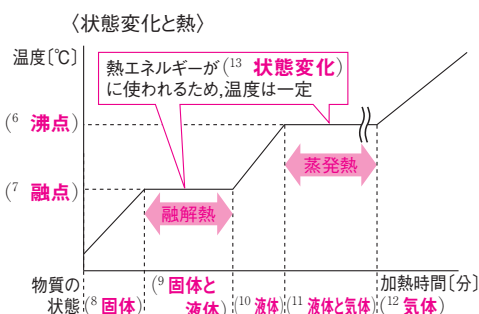 〈状態変化と熱〉
温度〔℃〕
熱エネルギーが(13 状態変化)
に使われるため,温度は一定
(6 沸点)
蒸発熱
(7 融点)
融解熱
物質の
状態
(8 固体)
(9 固体と
液体)
(10 液体)
(11 液体と気体)
(12 気体)
加熱時間〔分〕